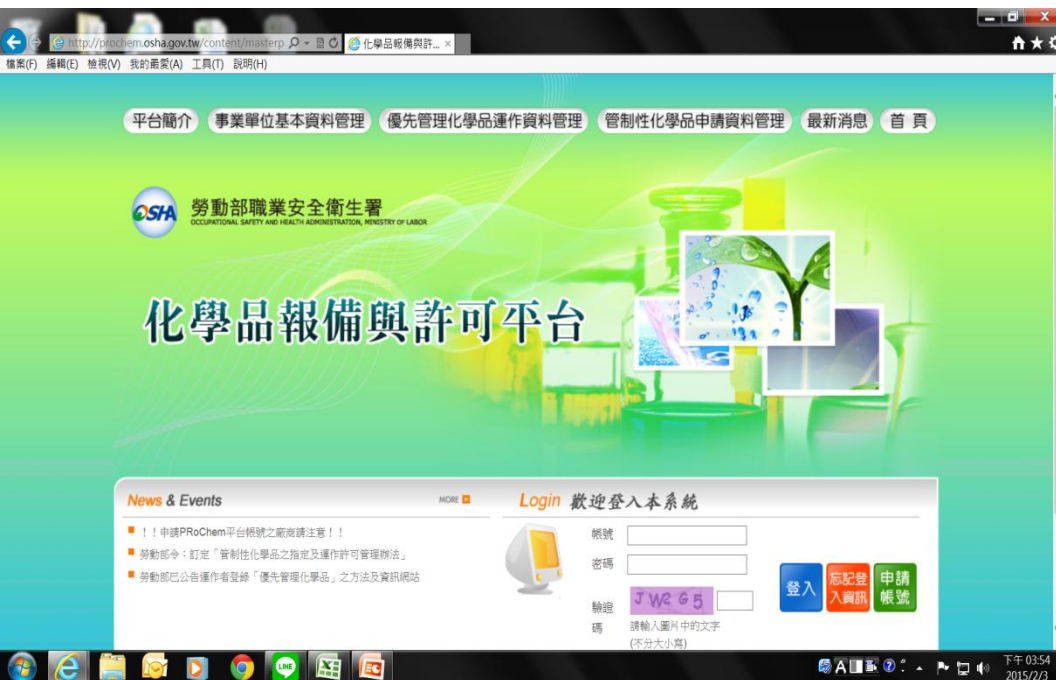 http://prochem.osha.gov.tw/content/masterp
化學品報備與許...
檔案(F) 編輯(E) 檢視(V) 我的最愛(A) 工具(T) 說明(H)
平台簡介 事業單位基本資料管理 優先管理化學品運作資料管理 管制性化學品申請資料管理 最新消息 首 頁
OSHA 勞動部職業安全衛生署
OCCUPATIONAL SAFETY AND HEALTH ADMINISTRATION, MINISTRY OF LABOR
化學品報備與許可平台
News & Events MORE
！！申請PRoChem平台帳號之廠商請注意！！
勞動部令：訂定「管制性化學品之指定及運作許可管理辦法」
勞動部已公告運作者登錄「優先管理化學品」之方法及資訊網站
Login 歡迎登入本系統
帳號
密碼
驗證碼
JW2G5
請輸入圖片中的文字
(不分大小寫)
登入
忘記登入資訊
申請帳號
LINE
A
下午 03:54
2015/2/3